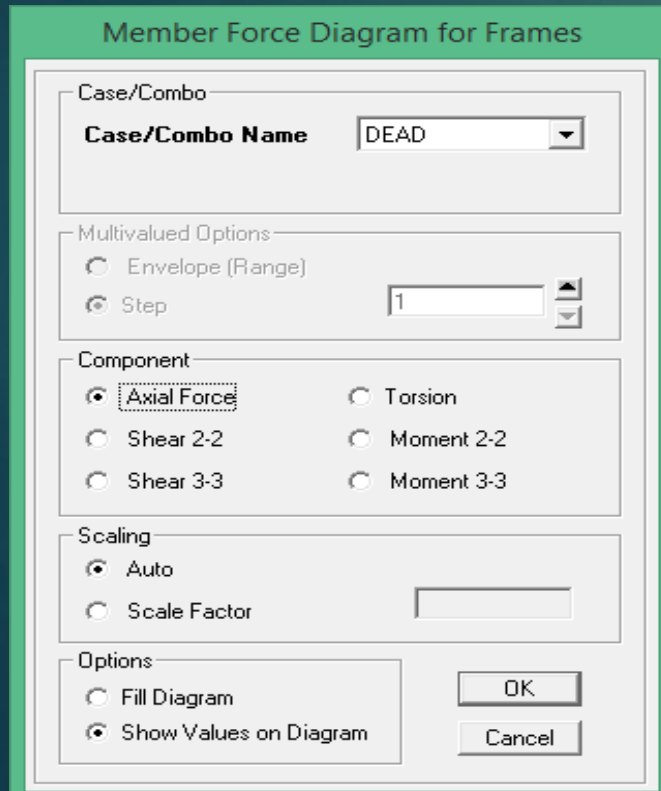 Member Force Diagram for Frames
Case/Combo
Case/Combo Name DEAD
Multivalued Options
Envelope (Range)
Step 1
Component
Axial Force Torsion
Shear 2-2 Moment 2-2
Shear 3-3 Moment 3-3
Scaling
Auto
Scale Factor
Options
Fill Diagram OK
Show Values on Diagram Cancel